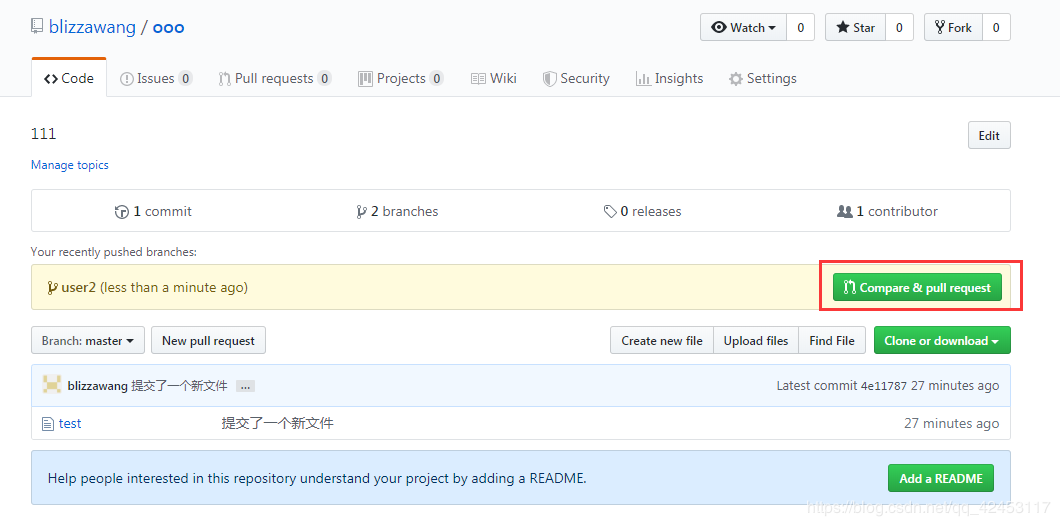 blizzawang / ooo
Watch 0 Star 0 Fork 0
Code Issues 0 Pull requests 0 Projects 0 Wiki Security Insights Settings
111
Edit
Manage topics
1 commit 2 branches 0 releases 1 contributor
Your recently pushed branches:
user2 (less than a minute ago) Compare & pull request
Branch: master New pull request Create new file Upload files Find File Clone or download
blizzawang 提交了一个新文件 ... Latest commit 4e11787 27 minutes ago
test 提交了一个新文件 27 minutes ago
Help people interested in this repository understand your project by adding a README. Add a README
https://blog.csdn.net/qq_42453117